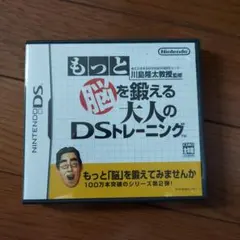 Nintendo
NINTENDO DS
川島隆太教授監修
もっと
脳を鍛える
大人の
DSトレーニング
もっと「脳」を鍛えてみませんか
100万本突破のシリーズ第2弾!